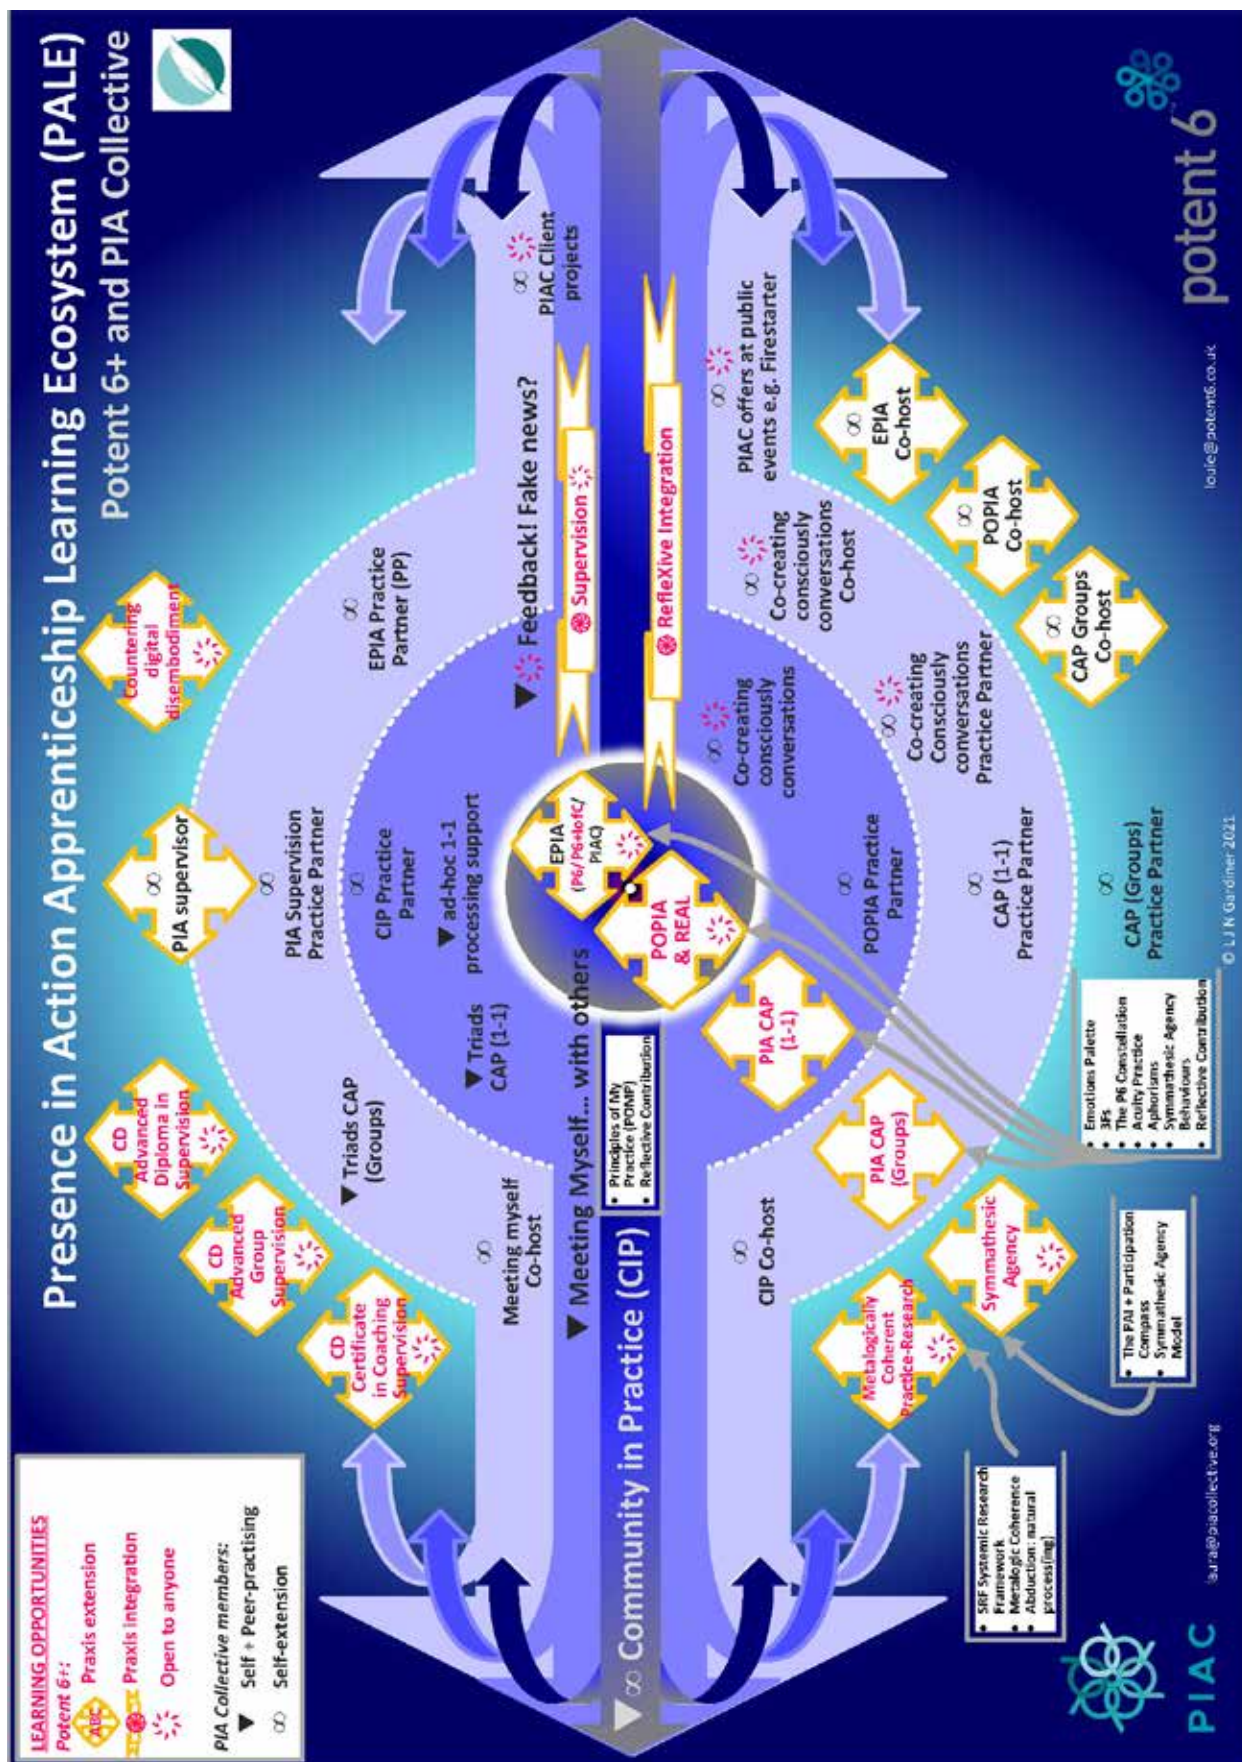 Presence in Action Apprenticeship Learning Ecosystem (PALE)
Potent 6+ and PIA Collective
LEARNING OPPORTUNITIES
Potent 6+:
ABC
Praxis extension
Praxis integration
Open to anyone
PIA Collective members:
▼ Self + Peer-practising
∞ Self-extension
CD
Certificate
in Coaching
Supervision
CD
Advanced
Group
Supervision
CD
Advanced
Diploma in
Supervision
∞
PIA supervisor
Countering
digital
disembodiment
▼ Triads CAP
(Groups)
∞
PIA Supervision
Practice Partner
∞
EPIA Practice
Partner (PP)
∞
CIP Practice
Partner
∞
Meeting myself
Co-host
▼ Triads
CAP (1-1)
▼ ad-hoc 1-1
processing support
∞
PIAC Client
projects
▼ Feedback! Fake news?
▼ Meeting Myself... with others
Supervision
• Principles of My
Practice (POMP)
• Reflective Contribution
EPIA
(P6/P6+IofC/
PIAC)
POPIA
& REAL
▼ ∞ Community in Practice (CIP)
RefleXive Integration
∞
CIP Co-host
PIA CAP
(1-1)
∞
Co-creating
consciously
conversations
∞
Co-creating
consciously
conversations
Co-host
∞
PIAC offers at public
events e.g. Firestarter
PIA CAP
(Groups)
∞
POPIA Practice
Partner
∞
Co-creating
Consciously
conversations
Practice Partner
∞
EPIA
Co-host
∞
POPIA
Co-host
∞
CAP Groups
Co-host
∞
CAP (1-1)
Practice Partner
∞
CAP (Groups)
Practice Partner
Metalogically
Coherent
Practice-Research
Symmathesic
Agency
• SRF Systemic Research
Framework
• Metalogic Coherence
• Abduction: natural
process(ing)
• The PAI + Participation
Compass
• Symmathesic Agency
Model
• Emotions Palette
• 3Fs
• The P6 Constellation
• Acuity Practice
• Aphorisms
• Symmathesic Agency
Behaviours
• Reflective Contribution
PIAC
laura@piacollective.org
© LJ N Gardiner 2021
louie@potent6.co.uk
potent 6